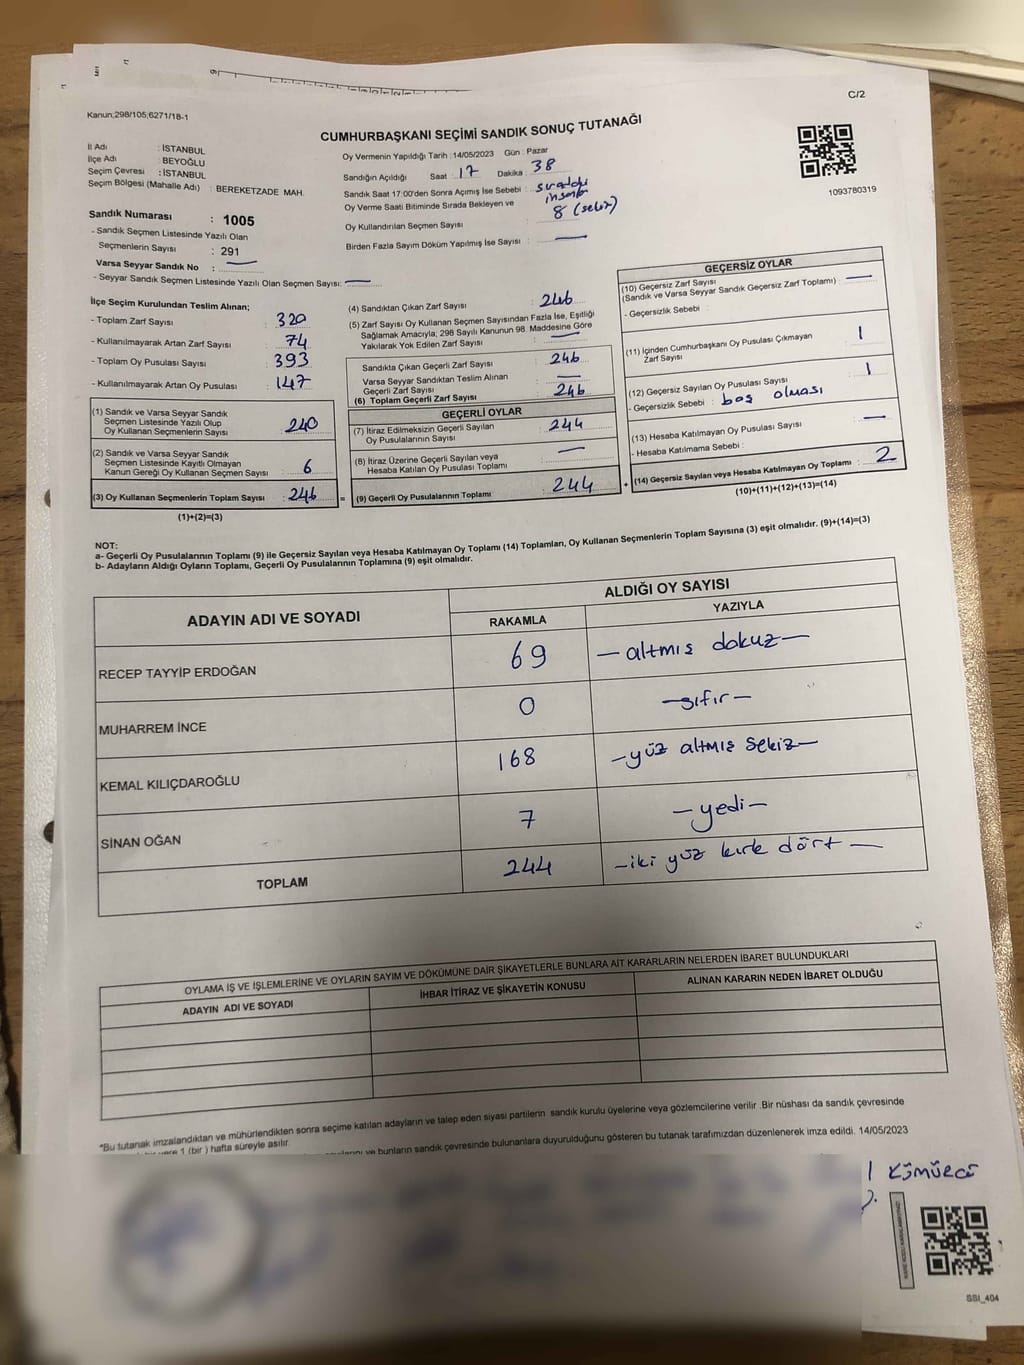 C/2
Kanun;298/105;6271/18-1
CUMHURBAŞKANI SEÇİMİ SANDIK SONUÇ TUTANAĞI
İl Adı : İSTANBUL
İlçe Adı : BEYOĞLU
Seçim Çevresi : İSTANBUL
Seçim Bölgesi (Mahalle Adı) : BEREKETZADE MAH.
Sandık Numarası : 1005
- Sandık Seçmen Listesinde Yazılı Olan
Seçmenlerin Sayısı : 291
Varsa Seyyar Sandık No : —
- Seyyar Sandık Seçmen Listesinde Yazılı Olan Seçmen Sayısı: —
Oy Vermenin Yapıldığı Tarih : 14/05/2023 Gün : Pazar
Sandığın Açıldığı Saat : 17 Dakika : 38
Sandık Saat 17:00'den Sonra Açımış İse Sebebi : sıradaki
insanlar
Oy Verme Saati Bitiminde Sırada Bekleyen ve
Oy Kullandırılan Seçmen Sayısı : 8 (sekiz)
Birden Fazla Sayım Döküm Yapılmış İse Sayısı : —
1093780319
İlçe Seçim Kurulundan Teslim Alınan;
- Toplam Zarf Sayısı : 320
- Kullanılmayarak Artan Zarf Sayısı : 74
- Toplam Oy Pusulası Sayısı : 393
- Kullanılmayarak Artan Oy Pusulası : 147
(1) Sandık ve Varsa Seyyar Sandık
Seçmen Listesinde Yazılı Olup
Oy Kullanan Seçmenlerin Sayısı : 240
(2) Sandık ve Varsa Seyyar Sandık
Seçmen Listesinde Kayıtlı Olmayan
Kanun Gereği Oy Kullanan Seçmen Sayısı : 6
(3) Oy Kullanan Seçmenlerin Toplam Sayısı : 246 =
(1)+(2)=(3)
(4) Sandıktan Çıkan Zarf Sayısı : 246
(5) Zarf Sayısı Oy Kullanan Seçmen Sayısından Fazla İse, Eşitliği
Sağlamak Amacıyla; 298 Sayılı Kanunun 98. Maddesine Göre
Yakılarak Yok Edilen Zarf Sayısı : —
Sandıkta Çıkan Geçerli Zarf Sayısı : 246
Varsa Seyyar Sandıktan Teslim Alınan
Geçerli Zarf Sayısı : —
(6) Toplam Geçerli Zarf Sayısı : 246
GEÇERLİ OYLAR
(7) İtiraz Edilmeksizin Geçerli Sayılan
Oy Pusulalarının Sayısı : 244
(8) İtiraz Üzerine Geçerli Sayılan veya
Hesaba Katılan Oy Pusulası Toplamı : —
(9) Geçerli Oy Pusulalarının Toplamı : 244 +
GEÇERSİZ OYLAR
(10) Geçersiz Zarf Sayısı
(Sandık ve Varsa Seyyar Sandık Geçersiz Zarf Toplamı) : —
- Geçersizlik Sebebi :
(11) İçinden Cumhurbaşkanı Oy Pusulası Çıkmayan
Zarf Sayısı : 1
(12) Geçersiz Sayılan Oy Pusulası Sayısı : 1
- Geçersizlik Sebebi : boş olması
(13) Hesaba Katılmayan Oy Pusulası Sayısı : —
- Hesaba Katılmama Sebebi :
(14) Geçersiz Sayılan veya Hesaba Katılmayan Oy Toplamı : 2
(10)+(11)+(12)+(13)=(14)
NOT:
a- Geçerli Oy Pusulalarının Toplamı (9) ile Geçersiz Sayılan veya Hesaba Katılmayan Oy Toplamı (14) Toplamları, Oy Kullanan Seçmenlerin Toplam Sayısına (3) eşit olmalıdır. (9)+(14)=(3)
b- Adayların Aldığı Oyların Toplamı, Geçerli Oy Pusulalarının Toplamına (9) eşit olmalıdır.
ADAYIN ADI VE SOYADI ALDIĞI OY SAYISI
RAKAMLA YAZIYLA
RECEP TAYYİP ERDOĞAN 69 —altmış dokuz—
MUHARREM İNCE 0 —sıfır—
KEMAL KILIÇDAROĞLU 168 —yüz altmış sekiz—
SİNAN OĞAN 7 —yedi—
TOPLAM 244 —iki yüz kırk dört—
OYLAMA İŞ VE İŞLEMLERİNE VE OYLARIN SAYIM VE DÖKÜMÜNE DAİR ŞİKAYETLERLE BUNLARA AİT KARARLARIN NELERDEN İBARET BULUNDUKLARI
ADAYIN ADI VE SOYADI İHBAR İTİRAZ VE ŞİKAYETİN KONUSU ALINAN KARARIN NEDEN İBARET OLDUĞU
*Bu tutanak imzalandıktan ve mühürlendikten sonra seçime katılan adayların ve talep eden siyasi partilerin sandık kurulu üyelerine veya gözlemcilerine verilir .Bir nüshası da sandık çevresinde
1 (bir ) hafta süreyle asılır.
ve bunların sandık çevresinde bulunanlara duyurulduğunu gösteren bu tutanak tarafımızdan düzenlenerek imza edildi. 14/05/2023
Kömürcü
SSI_404